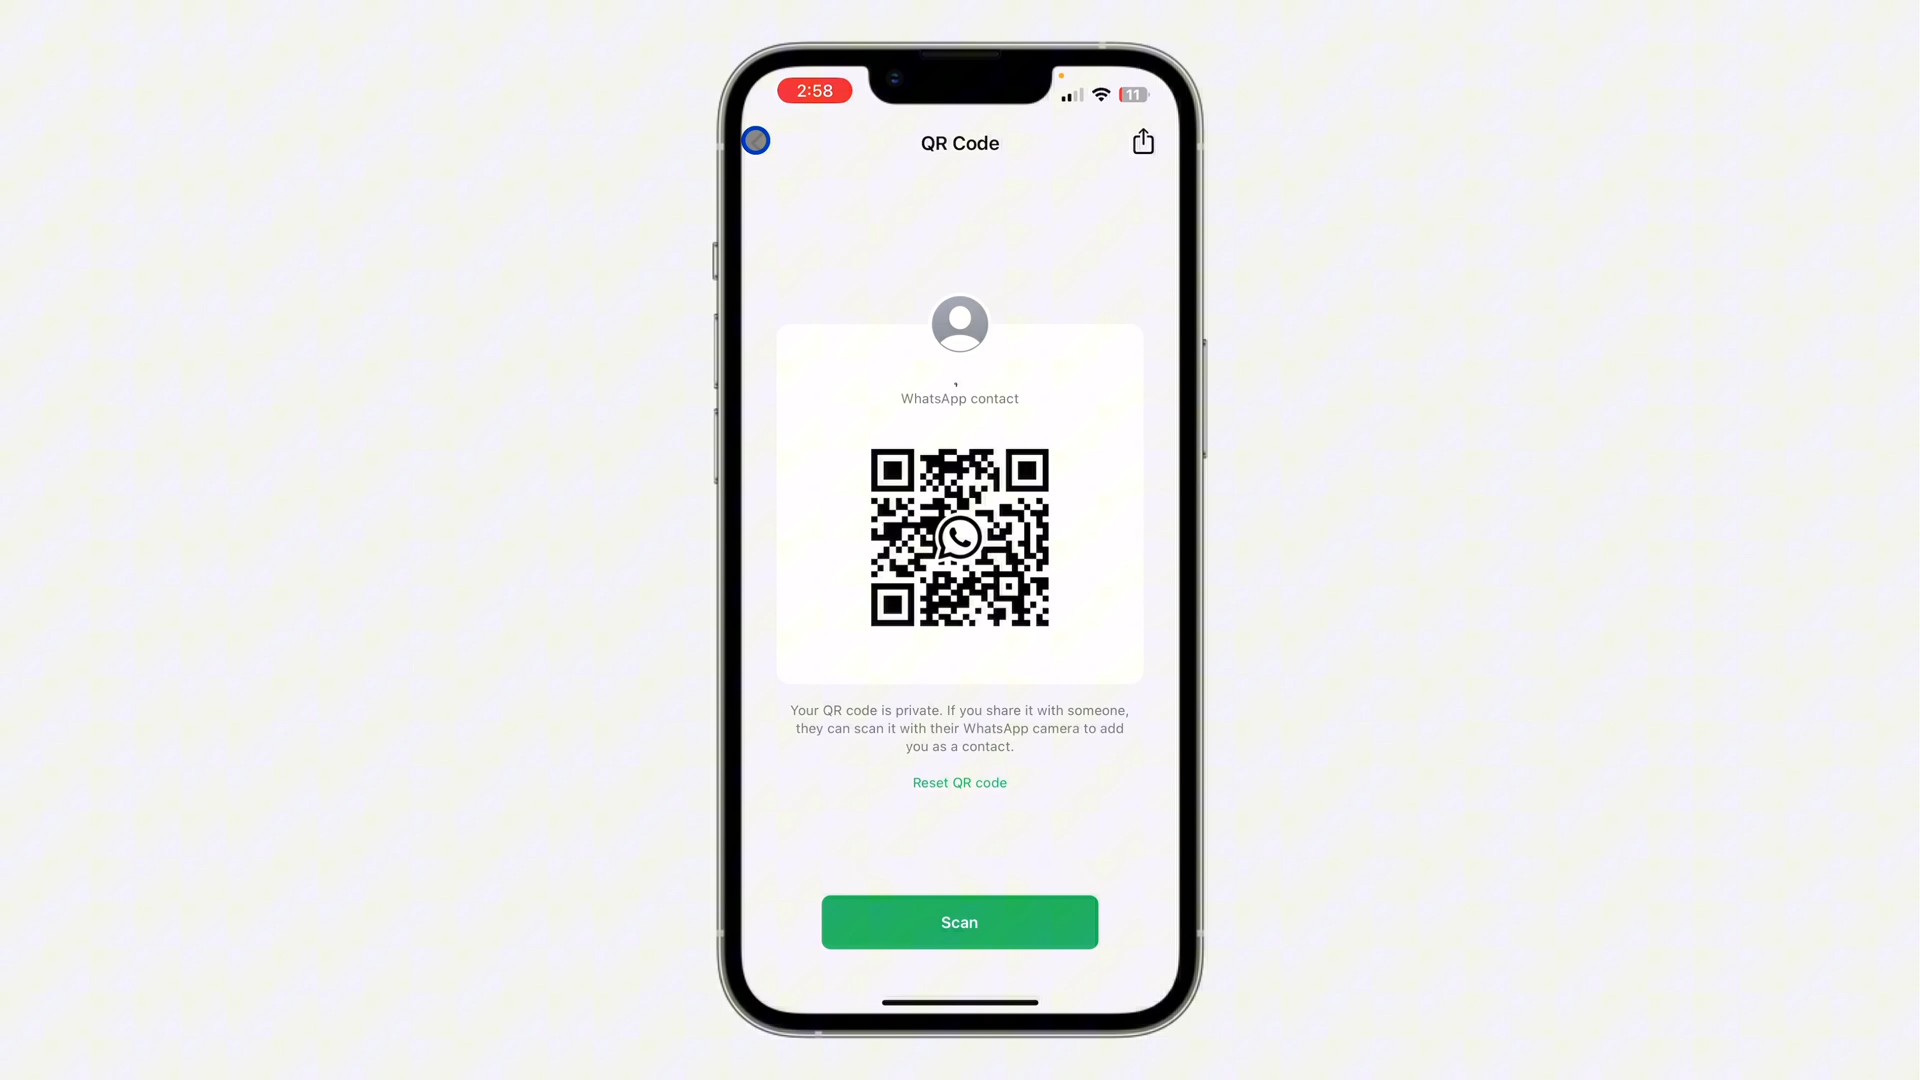 2:58
11
QR Code
WhatsApp contact
Your QR code is private. If you share it with someone,
they can scan it with their WhatsApp camera to add
you as a contact.
Reset QR code
Scan